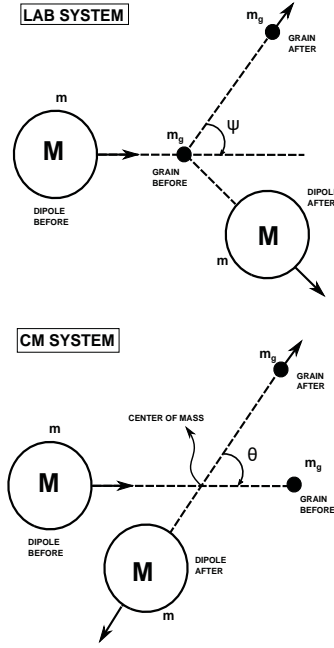 LAB SYSTEM
m_g
GRAIN
AFTER
m
M
DIPOLE
BEFORE
m_g
GRAIN
BEFORE
Ψ
DIPOLE
AFTER
M
m
CM SYSTEM
m_g
GRAIN
AFTER
m
CENTER OF MASS
θ
m_g
M
GRAIN
BEFORE
DIPOLE
BEFORE
M
DIPOLE
AFTER
m